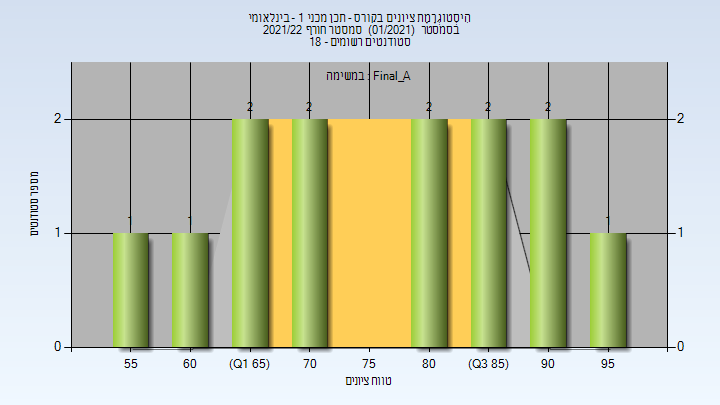 היסטוגרמת ציונים בקורס - תכן מכני 1 - בינלאומי
בסמסטר (01/2021) סמסטר חורף 2021/22
סטודנטים רשומים - 18
במשימה : Final_A
2 2 2 2 2
2 2
מספר סטודנטים
1 1 1
1 1
0 0
55 60 (Q1 65) 70 75 80 (Q3 85) 90 95
טווח ציונים